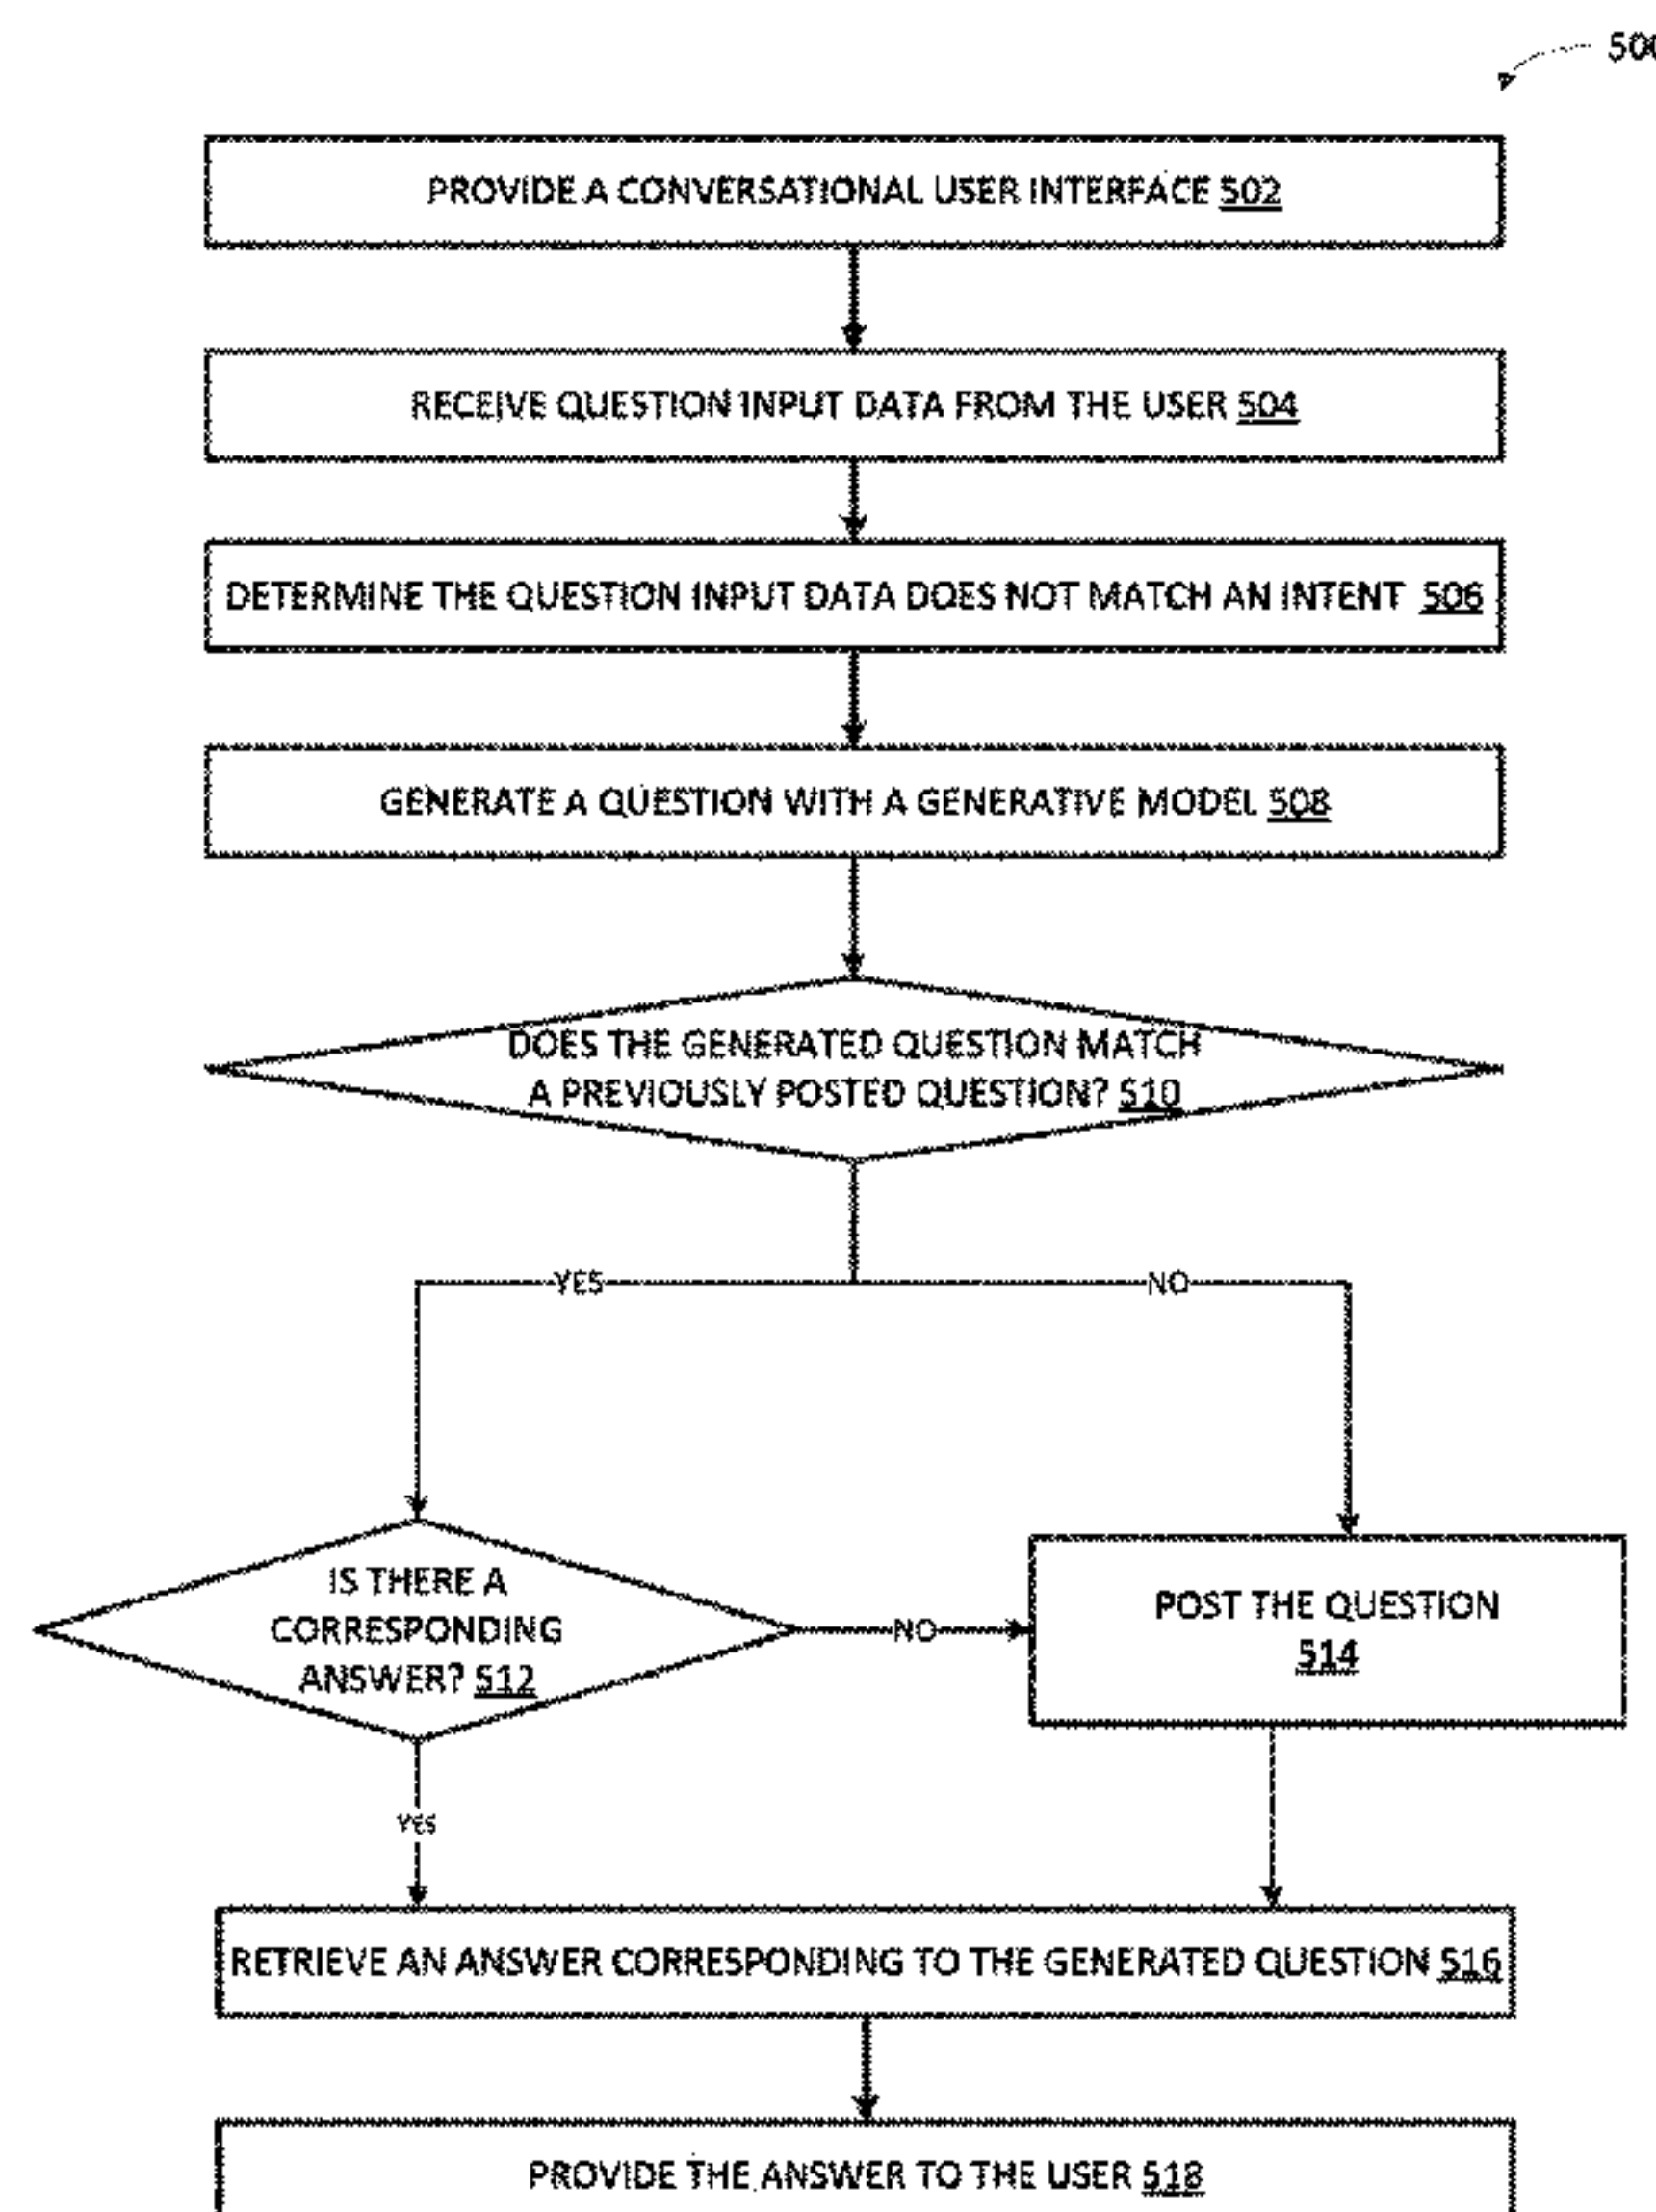 500
PROVIDE A CONVERSATIONAL USER INTERFACE 502
RECEIVE QUESTION INPUT DATA FROM THE USER 504
DETERMINE THE QUESTION INPUT DATA DOES NOT MATCH AN INTENT 506
GENERATE A QUESTION WITH A GENERATIVE MODEL 508
DOES THE GENERATED QUESTION MATCH
A PREVIOUSLY POSTED QUESTION? 510
YES
NO
IS THERE A
CORRESPONDING
ANSWER? 512
NO
POST THE QUESTION
514
YES
RETRIEVE AN ANSWER CORRESPONDING TO THE GENERATED QUESTION 516
PROVIDE THE ANSWER TO THE USER 518